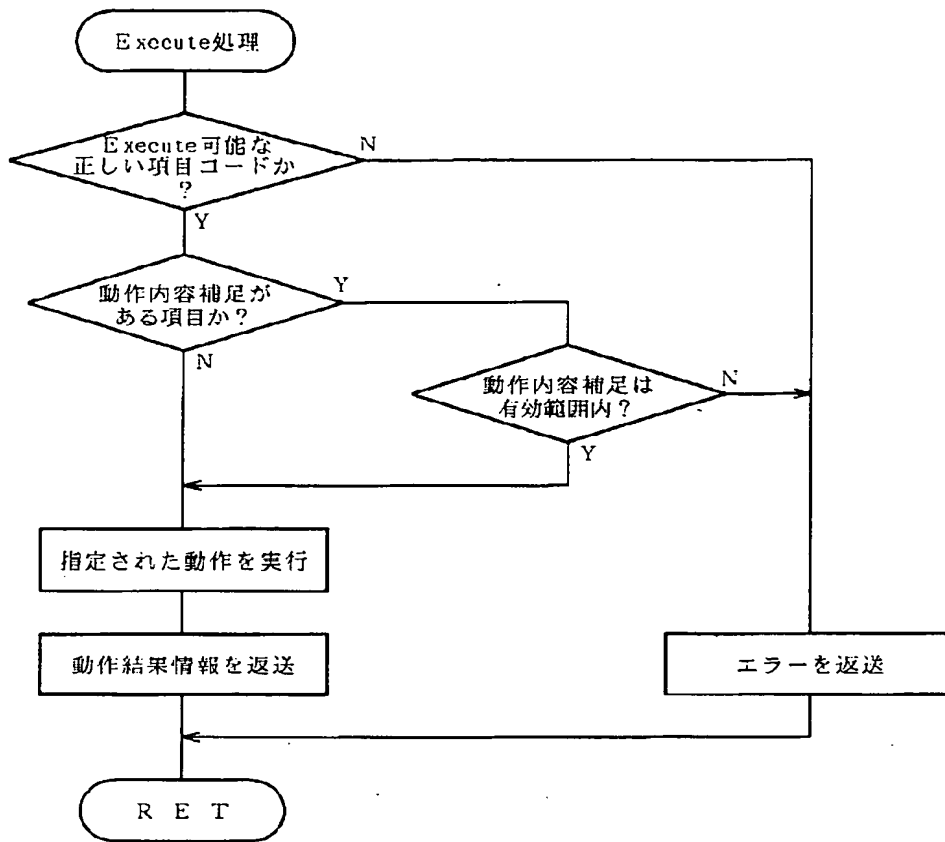 Execute処理
Execute可能な
正しい項目コードか
？
N
Y
動作内容補足が
ある項目か？
Y
N
動作内容補足は
有効範囲内？
N
Y
指定された動作を実行
動作結果情報を返送
エラーを返送
RET